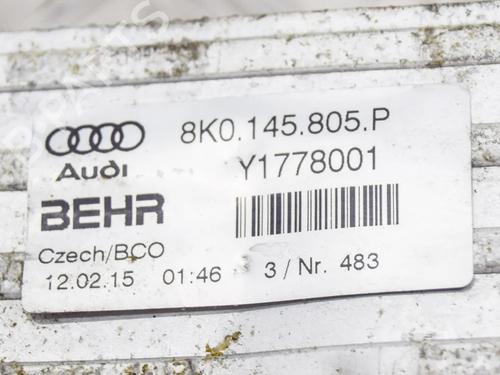 8K0.145.805.P
Audi
Y1778001
BEHR
Czech/BCO
12.02.15 01:46 3 / Nr. 483